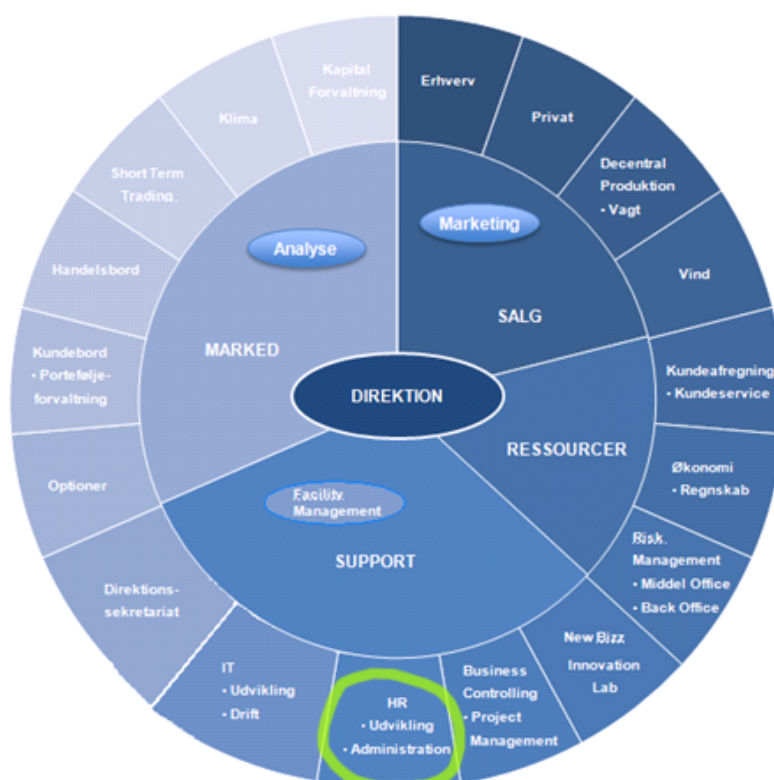 Kapital
Forvaltning
Klima
Short Term
Trading.
Handelsbord
Kundebord
• Portefølje-
forvaltning
Optioner
Analyse
MARKED
Erhverv
Privat
Decentral
Produktion
• Vagt
Vind
Marketing
SALG
DIREKTION
Kundeafregning
• Kundeservice
Økonomi
• Regnskab
Risk.
Management
• Middel Office
• Back Office
RESSOURCER
Facility.
Management
SUPPORT
Direktions-
sekretariat
IT
• Udvikling
• Drift
HR
• Udvikling
• Administration
Business
Controlling
• Project
Management
New Bizz
Innovation
Lab